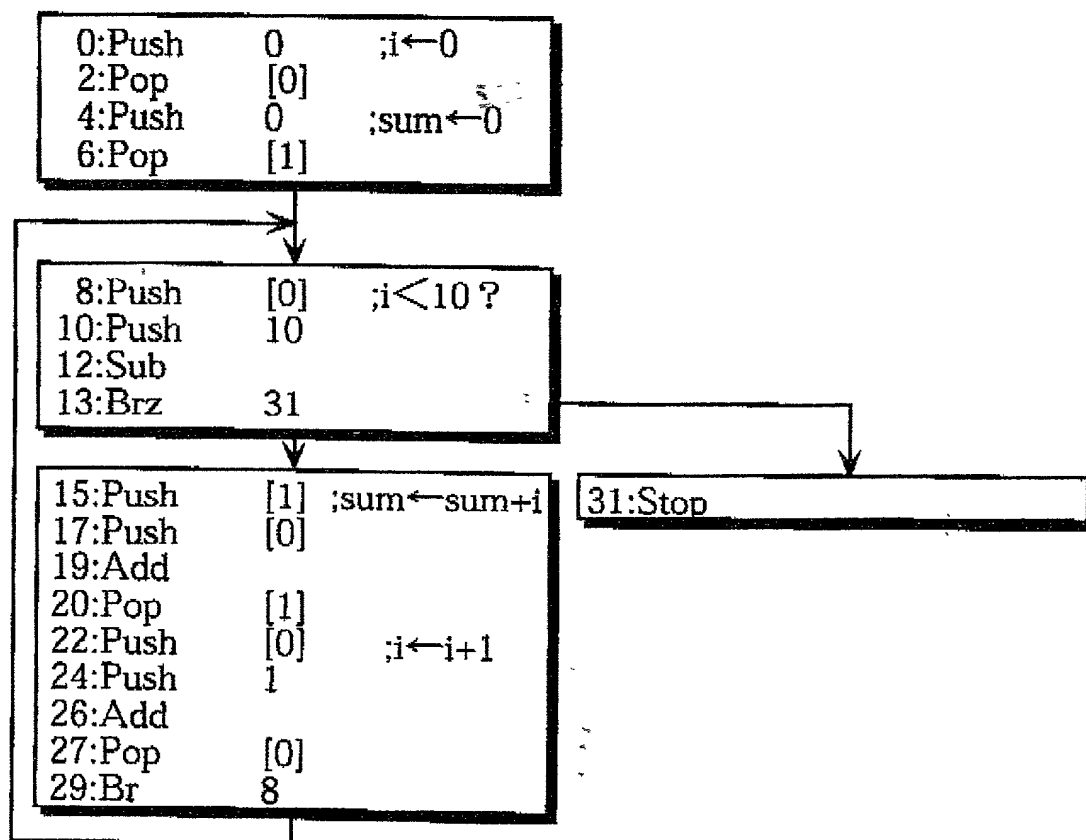 0:Push 0 ;i←0
2:Pop [0]
4:Push 0 ;sum←0
6:Pop [1]
8:Push [0] ;i<10?
10:Push 10
12:Sub
13:Brz 31
15:Push [1] ;sum←sum+i
17:Push [0]
19:Add
20:Pop [1]
22:Push [0] ;i←i+1
24:Push 1
26:Add
27:Pop [0]
29:Br 8
31:Stop